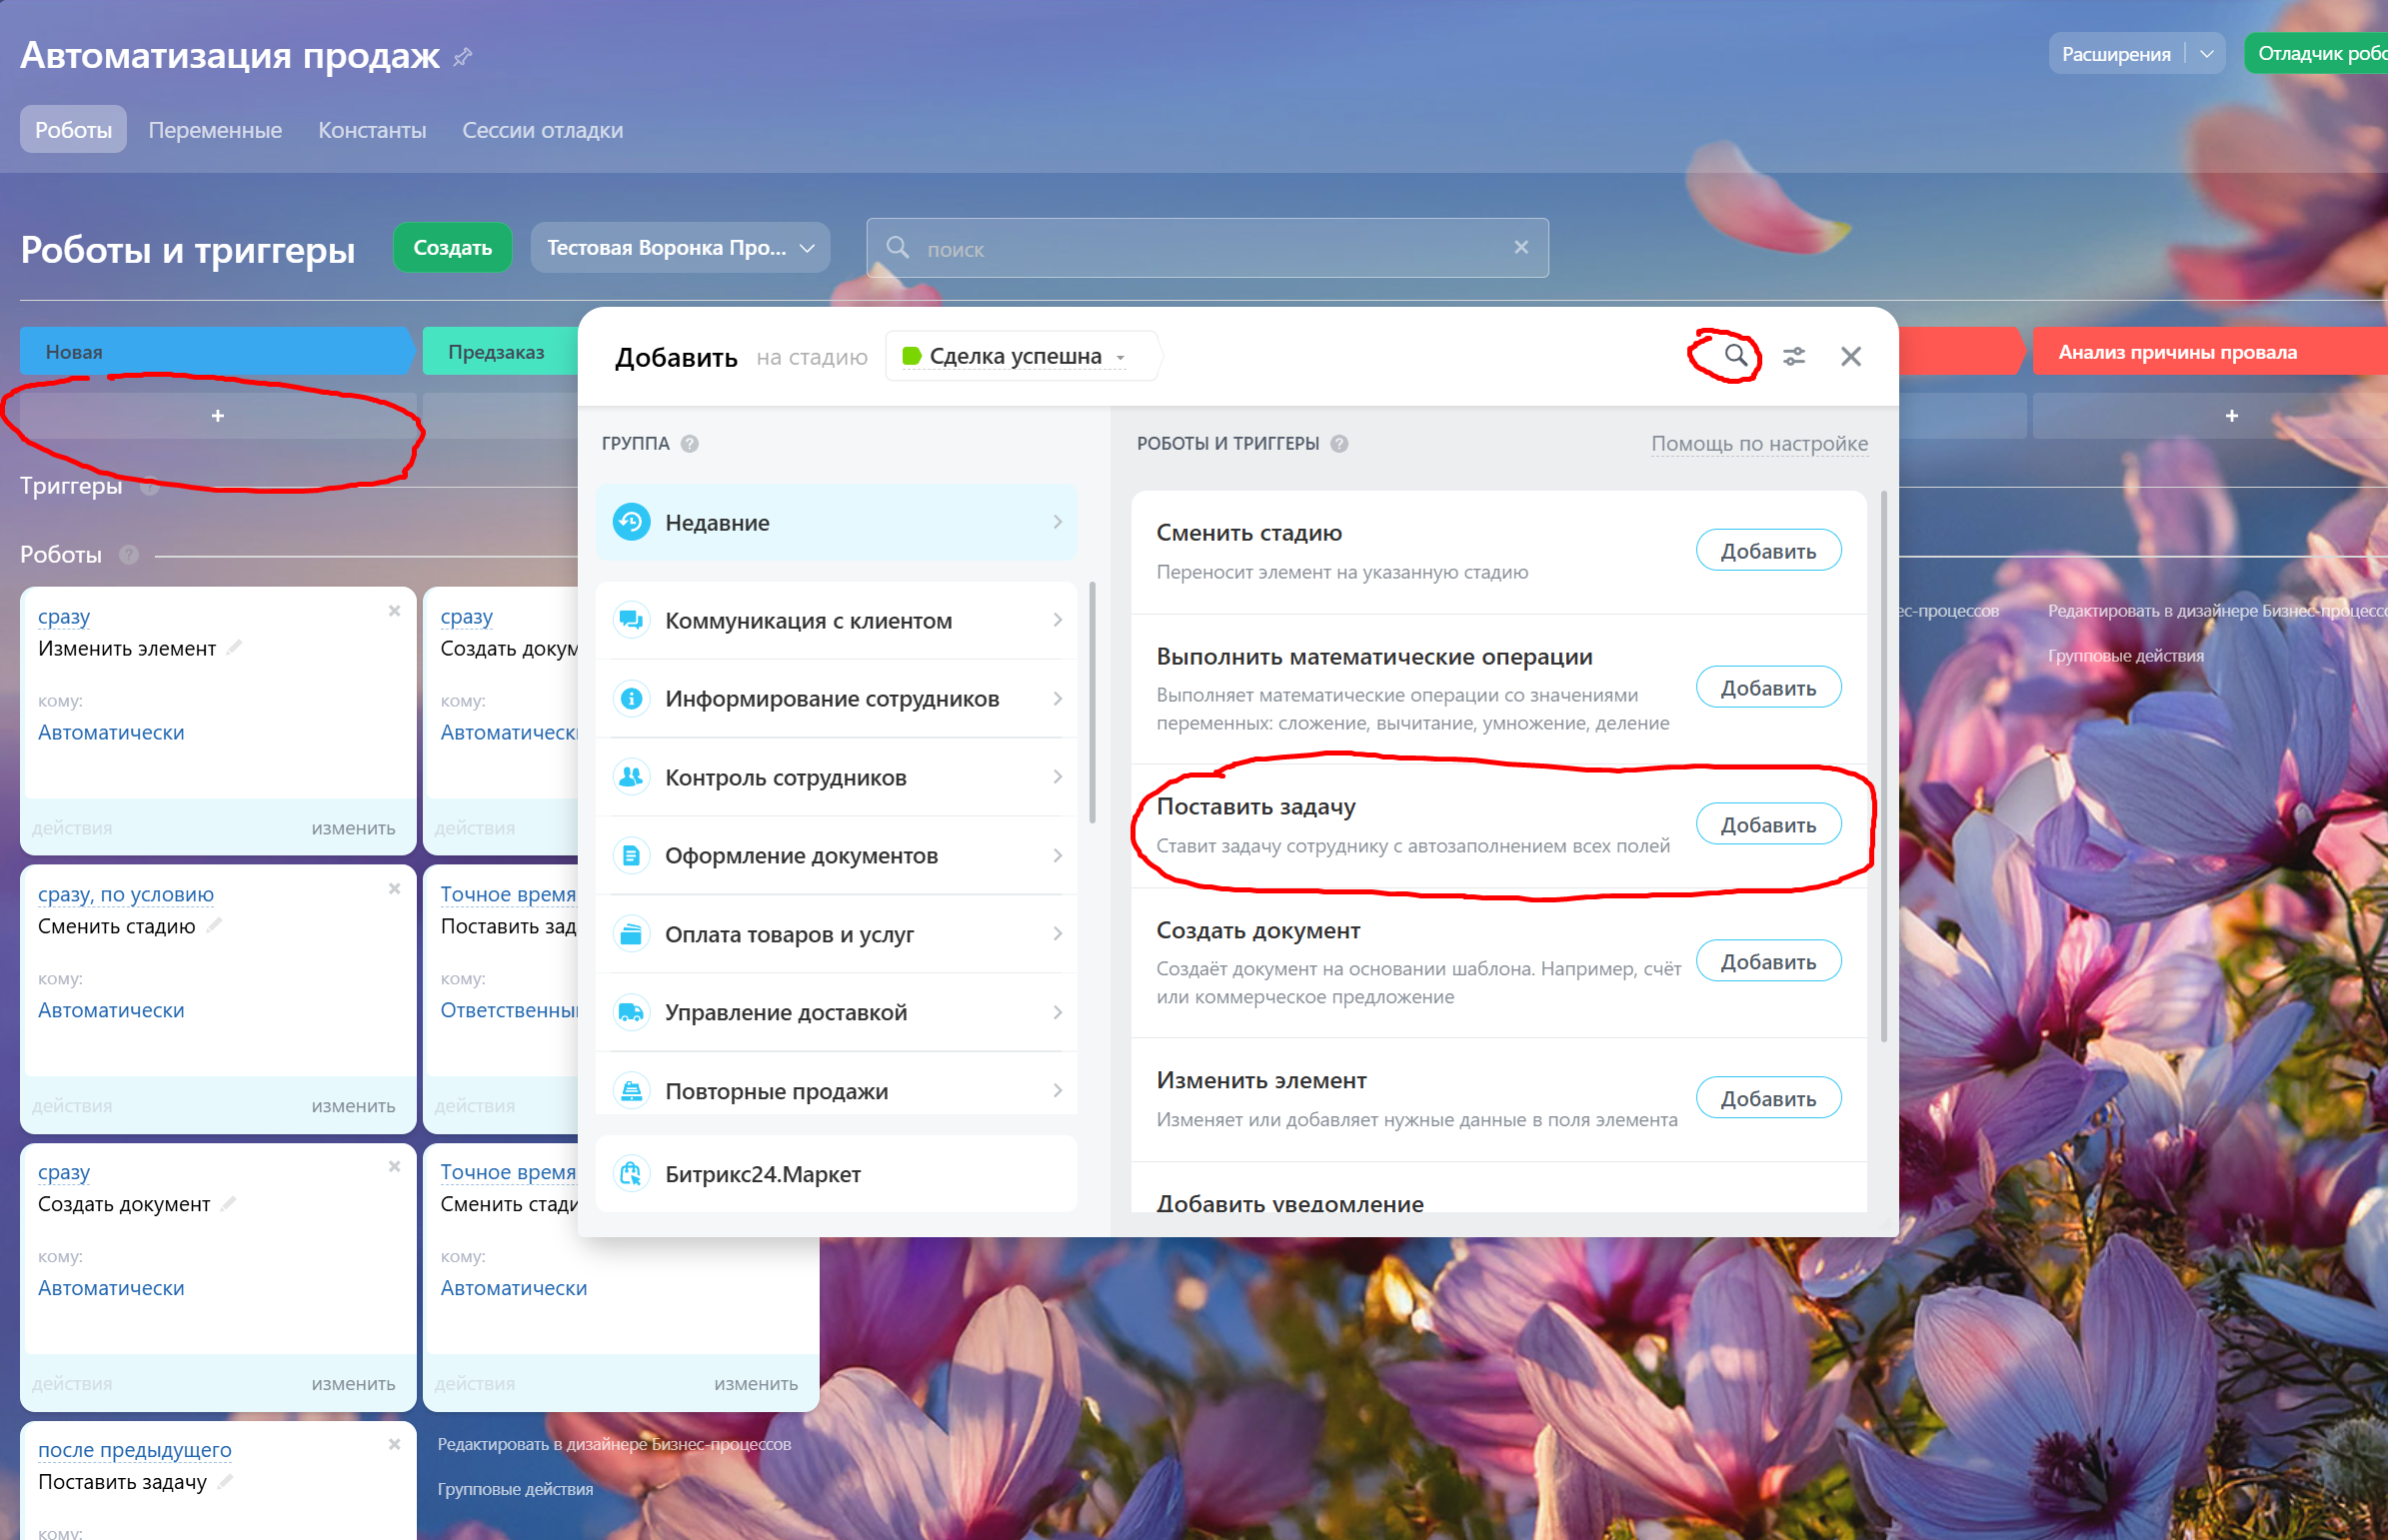 Автоматизация продаж
Расширения
Отладчик робо
Роботы
Переменные
Константы
Сессии отладки
Роботы и триггеры
Создать
Тестовая Воронка Про...
поиск
Новая
Предзаказ
Анализ причины провала
+
+
Триггеры ?
Роботы ?
сразу
Изменить элемент
кому:
Автоматически
действия
изменить
сразу, по условию
Сменить стадию
кому:
Автоматически
действия
изменить
сразу
Создать документ
кому:
Автоматически
действия
изменить
после предыдущего
Поставить задачу
кому:
сразу
Создать докум
кому:
Автоматическ
действия
Точное время
Поставить зад
кому:
Ответственны
действия
Точное время
Сменить стади
кому:
Автоматически
действия
изменить
Редактировать в дизайнере Бизнес-процессов
Групповые действия
Добавить на стадию Сделка успешна
ГРУППА ?
Недавние
Коммуникация с клиентом
Информирование сотрудников
Контроль сотрудников
Оформление документов
Оплата товаров и услуг
Управление доставкой
Повторные продажи
Битрикс24.Маркет
РОБОТЫ И ТРИГГЕРЫ ?
Помощь по настройке
Сменить стадию
Переносит элемент на указанную стадию
Добавить
Выполнить математические операции
Выполняет математические операции со значениями
переменных: сложение, вычитание, умножение, деление
Добавить
Поставить задачу
Ставит задачу сотруднику с автозаполнением всех полей
Добавить
Создать документ
Создаёт документ на основании шаблона. Например, счёт
или коммерческое предложение
Добавить
Изменить элемент
Изменяет или добавляет нужные данные в поля элемента
Добавить
Добавить уведомление
ес-процессов
Редактировать в дизайнере Бизнес-процессо
Групповые действия